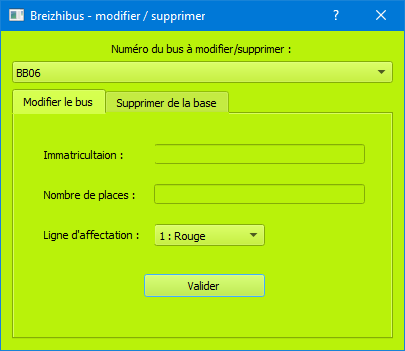 Breizhibus - modifier / supprimer
Numéro du bus à modifier/supprimer :
BB06
Modifier le bus
Supprimer de la base
Immatricultaion :
Nombre de places :
Ligne d'affectation :
1 : Rouge
Valider